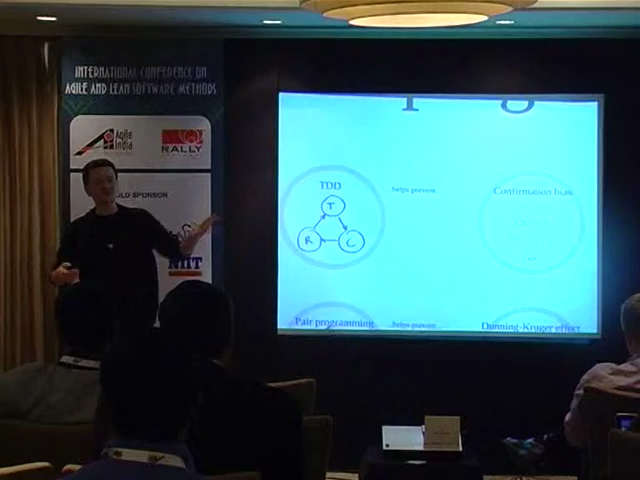 INTERNATIONAL CONFERENCE ON
AGILE AND LEAN SOFTWARE METHODS
Agile
India
RALLY
GOLD SPONSOR
NIIT
TDD
T
R
C
helps prevent
Confirmation bias
Pair programming
helps prevent
Dunning-Kruger effect